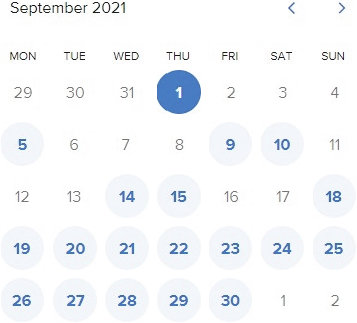 September 2021
MON TUE WED THU FRI SAT SUN
29 30 31 1 2 3 4
5 6 7 8 9 10 11
12 13 14 15 16 17 18
19 20 21 22 23 24 25
26 27 28 29 30 1 2